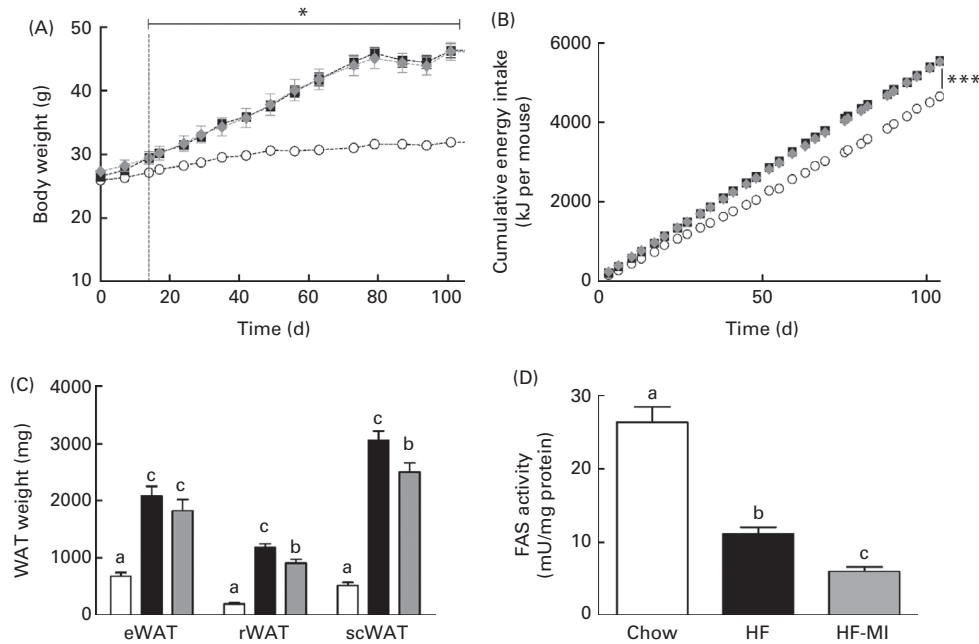 (A)
*
50
40
30
20
10
0 20 40 60 80 100
Body weight (g)
Time (d)
(B)
6000
4000
2000
0
0 50 100
Cumulative energy intake
(kJ per mouse)
Time (d)
***
(C)
4000
3000
2000
1000
0
WAT weight (mg)
a c c
a c b
a c b
eWAT rWAT scWAT
(D)
30
20
10
0
FAS activity
(mU/mg protein)
a
b
c
Chow HF HF-MI